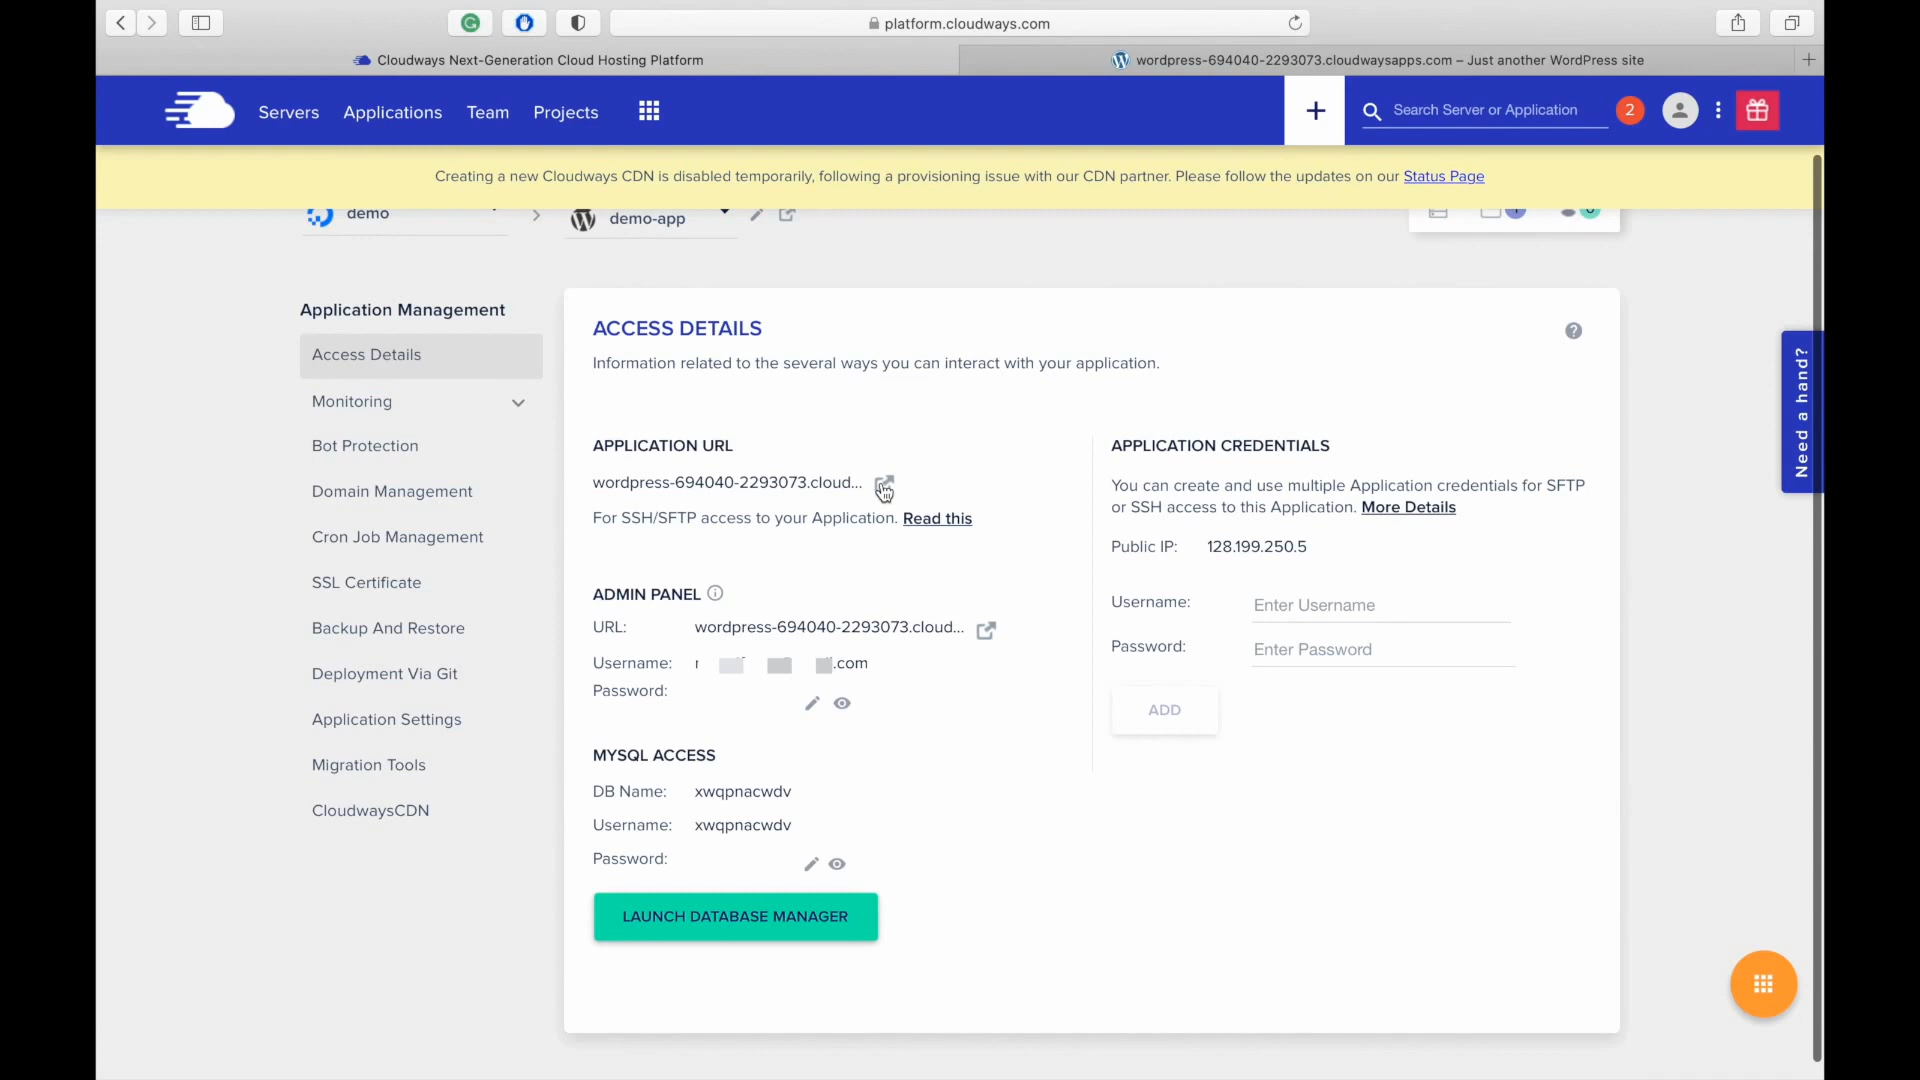 platform.cloudways.com
Cloudways Next-Generation Cloud Hosting Platform
wordpress-694040-2293073.cloudwaysapps.com – Just another WordPress site
Servers
Applications
Team
Projects
Search Server or Application
2
Creating a new Cloudways CDN is disabled temporarily, following a provisioning issue with our CDN partner. Please follow the updates on our Status Page
demo
demo-app
Application Management
Access Details
Monitoring
Bot Protection
Domain Management
Cron Job Management
SSL Certificate
Backup And Restore
Deployment Via Git
Application Settings
Migration Tools
CloudwaysCDN
ACCESS DETAILS
Information related to the several ways you can interact with your application.
APPLICATION URL
wordpress-694040-2293073.cloud...
For SSH/SFTP access to your Application. Read this
ADMIN PANEL
URL: wordpress-694040-2293073.cloud...
Username: .com
Password:
MYSQL ACCESS
DB Name: xwqpnacwdv
Username: xwqpnacwdv
Password:
LAUNCH DATABASE MANAGER
APPLICATION CREDENTIALS
You can create and use multiple Application credentials for SFTP
or SSH access to this Application. More Details
Public IP: 128.199.250.5
Username: Enter Username
Password: Enter Password
ADD
Need a hand?